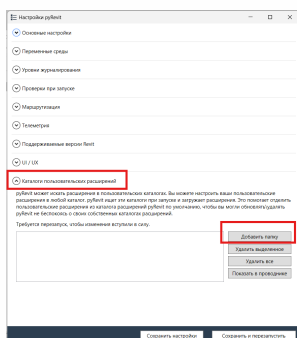 Настройки pyRevit
Основные настройки
Переменные среды
Уровни журналирования
Проверки при запуске
Маршрутизация
Телеметрия
Поддерживаемые версии Revit
UI / UX
Каталоги пользовательских расширений
pyRevit может искать расширения в пользовательских каталогах. Вы можете настроить ваши пользовательские
расширения в любой каталог. pyRevit ищет эти каталоги при запуске и загружает расширения. Это помогает отделить
пользовательские расширения из каталога расширений pyRevit по умолчанию, чтобы вы могли обновлять/удалять
pyRevit не беспокоясь о своих собственных каталогах расширений.
Требуется перезапуск, чтобы изменения вступили в силу.
Добавить папку
Удалить выделенное
Удалить все
Показать в проводнике
Сохранить настройки
Сохранить и перезапустить